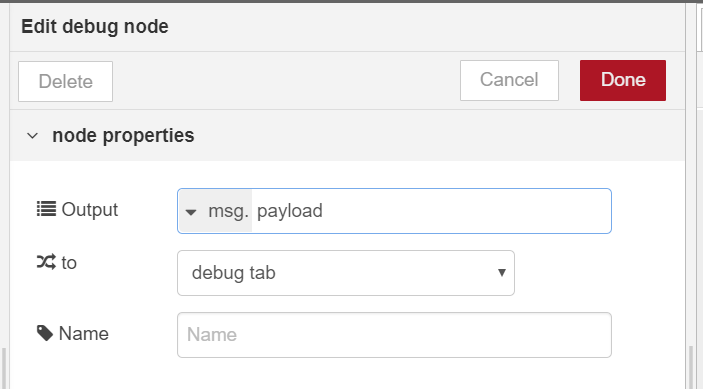 Edit debug node
Delete Cancel Done
node properties
Output msg. payload
to debug tab
Name Name